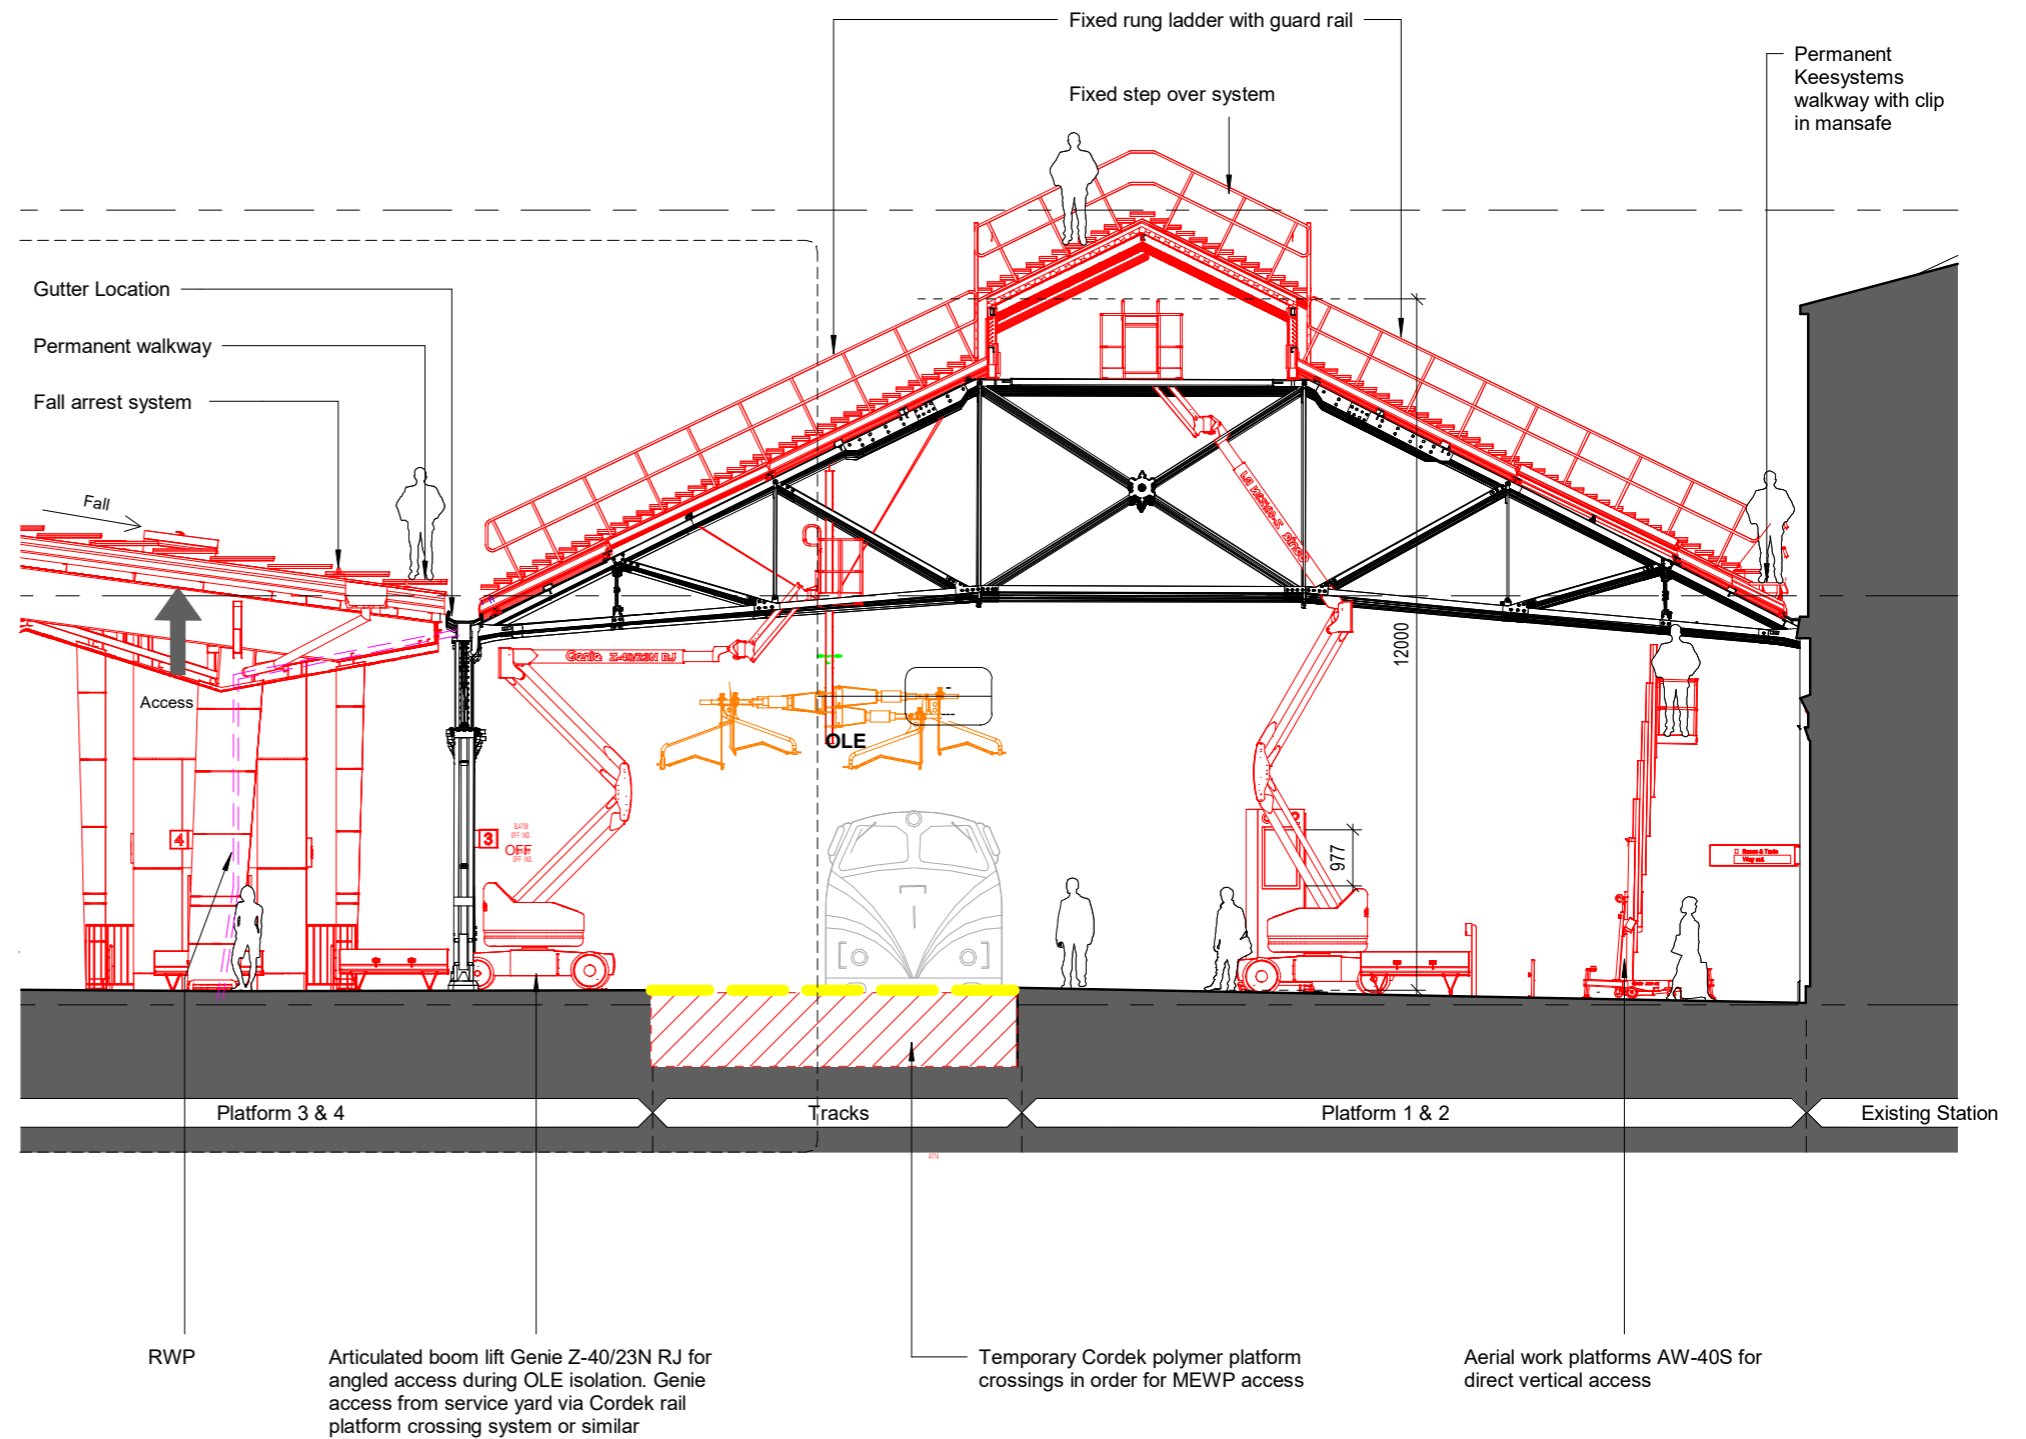 Fixed rung ladder with guard rail
Permanent
Keesystems
walkway with clip
in mansafe
Fixed step over system
Gutter Location
Permanent walkway
Fall arrest system
Fall
Access
Genie Z-40/23N RJ
OLE
12000
977
4
3
OFF
Way out
Platform 3 & 4
Tracks
Platform 1 & 2
Existing Station
RWP
Articulated boom lift Genie Z-40/23N RJ for
angled access during OLE isolation. Genie
access from service yard via Cordek rail
platform crossing system or similar
Temporary Cordek polymer platform
crossings in order for MEWP access
Aerial work platforms AW-40S for
direct vertical access